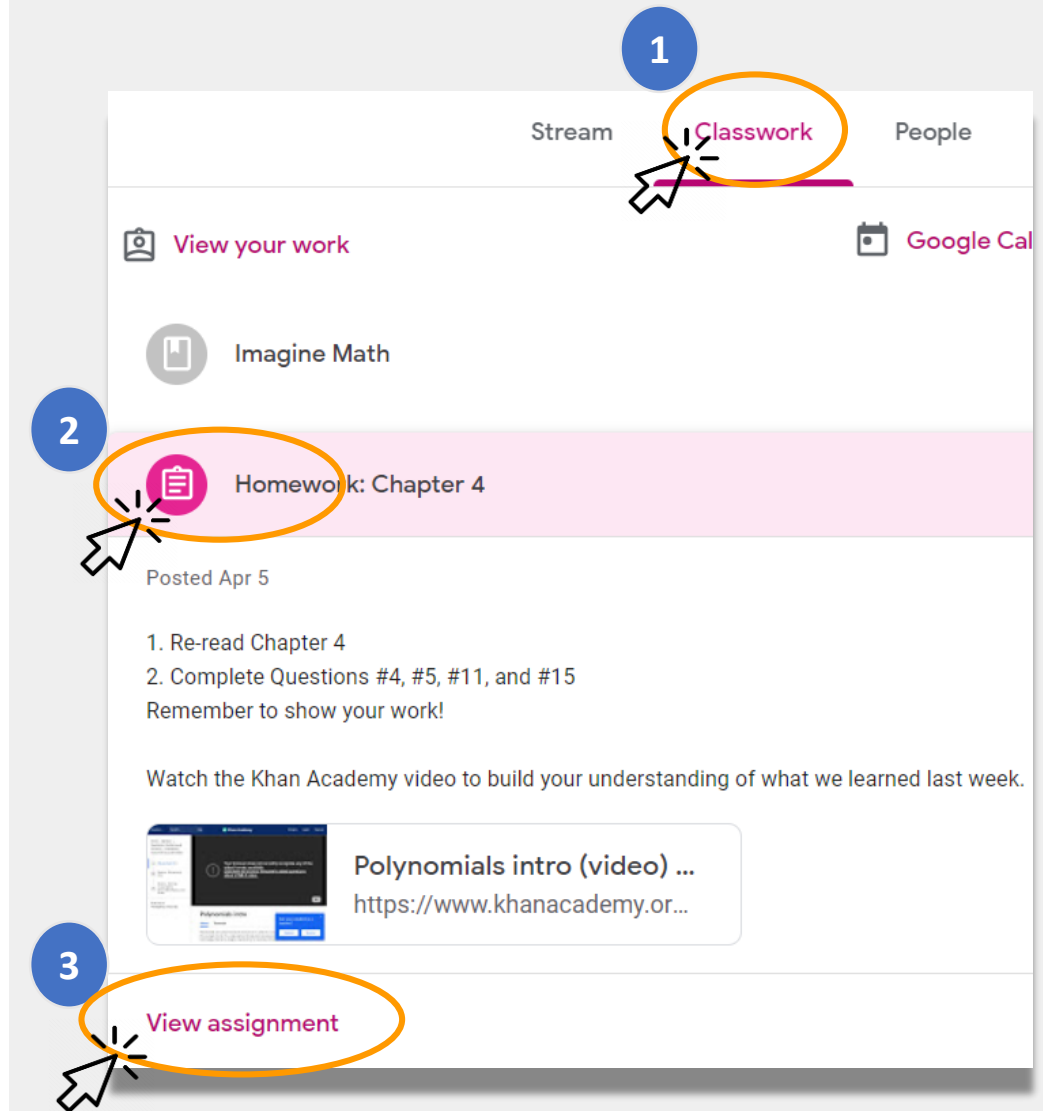 1
Stream Classwork People
View your work Google Cal
Imagine Math
2
Homework: Chapter 4
Posted Apr 5
1. Re-read Chapter 4
2. Complete Questions #4, #5, #11, and #15
Remember to show your work!
Watch the Khan Academy video to build your understanding of what we learned last week.
Polynomials intro (video) ...
https://www.khanacademy.or...
Polynomials intro
3
View assignment